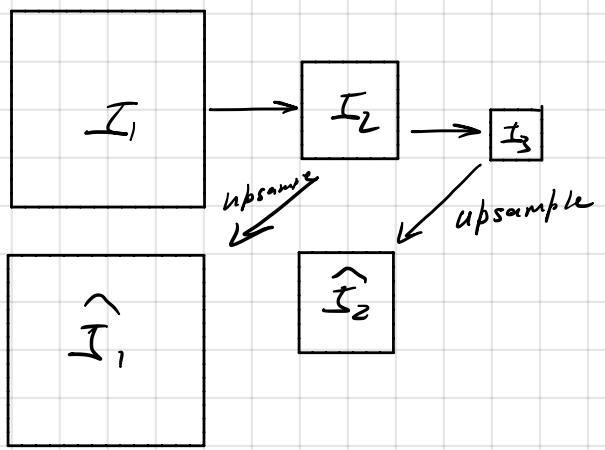 I₁
I₂
I₃
upsample
upsample
Î₁
Î₂